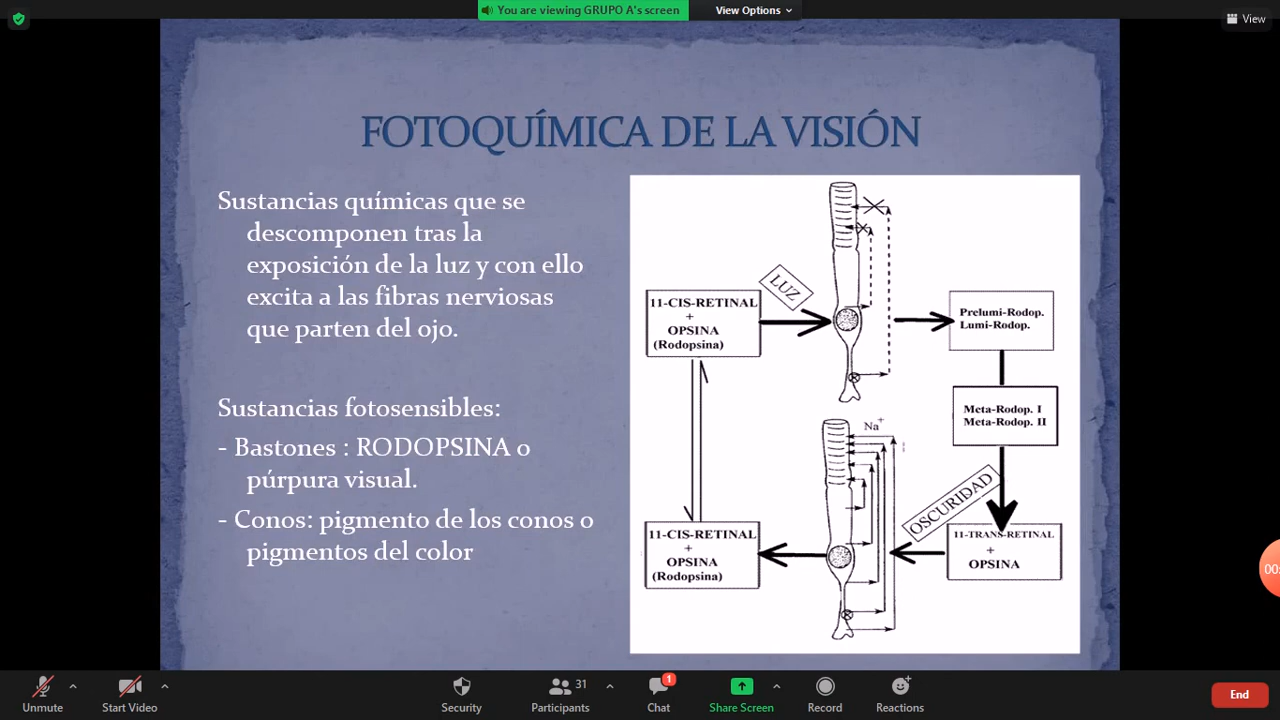 You are viewing GRUPO A's screen
View Options
View
FOTOQUÍMICA DE LA VISIÓN
Sustancias químicas que se
descomponen tras la
exposición de la luz y con ello
excita a las fibras nerviosas
que parten del ojo.
Sustancias fotosensibles:
- Bastones : RODOPSINA o
púrpura visual.
- Conos: pigmento de los conos o
pigmentos del color
LUZ
11-CIS-RETINAL
+
OPSINA
(Rodopsina)
Prelumi-Rodop.
Lumi-Rodop.
Meta-Rodop. I
Meta-Rodop. II
Na+
OSCURIDAD
11-TRANS-RETINAL
+
OPSINA
11-CIS-RETINAL
+
OPSINA
(Rodopsina)
00:
Unmute
Start Video
Security
31
Participants
1
Chat
Share Screen
Record
Reactions
End